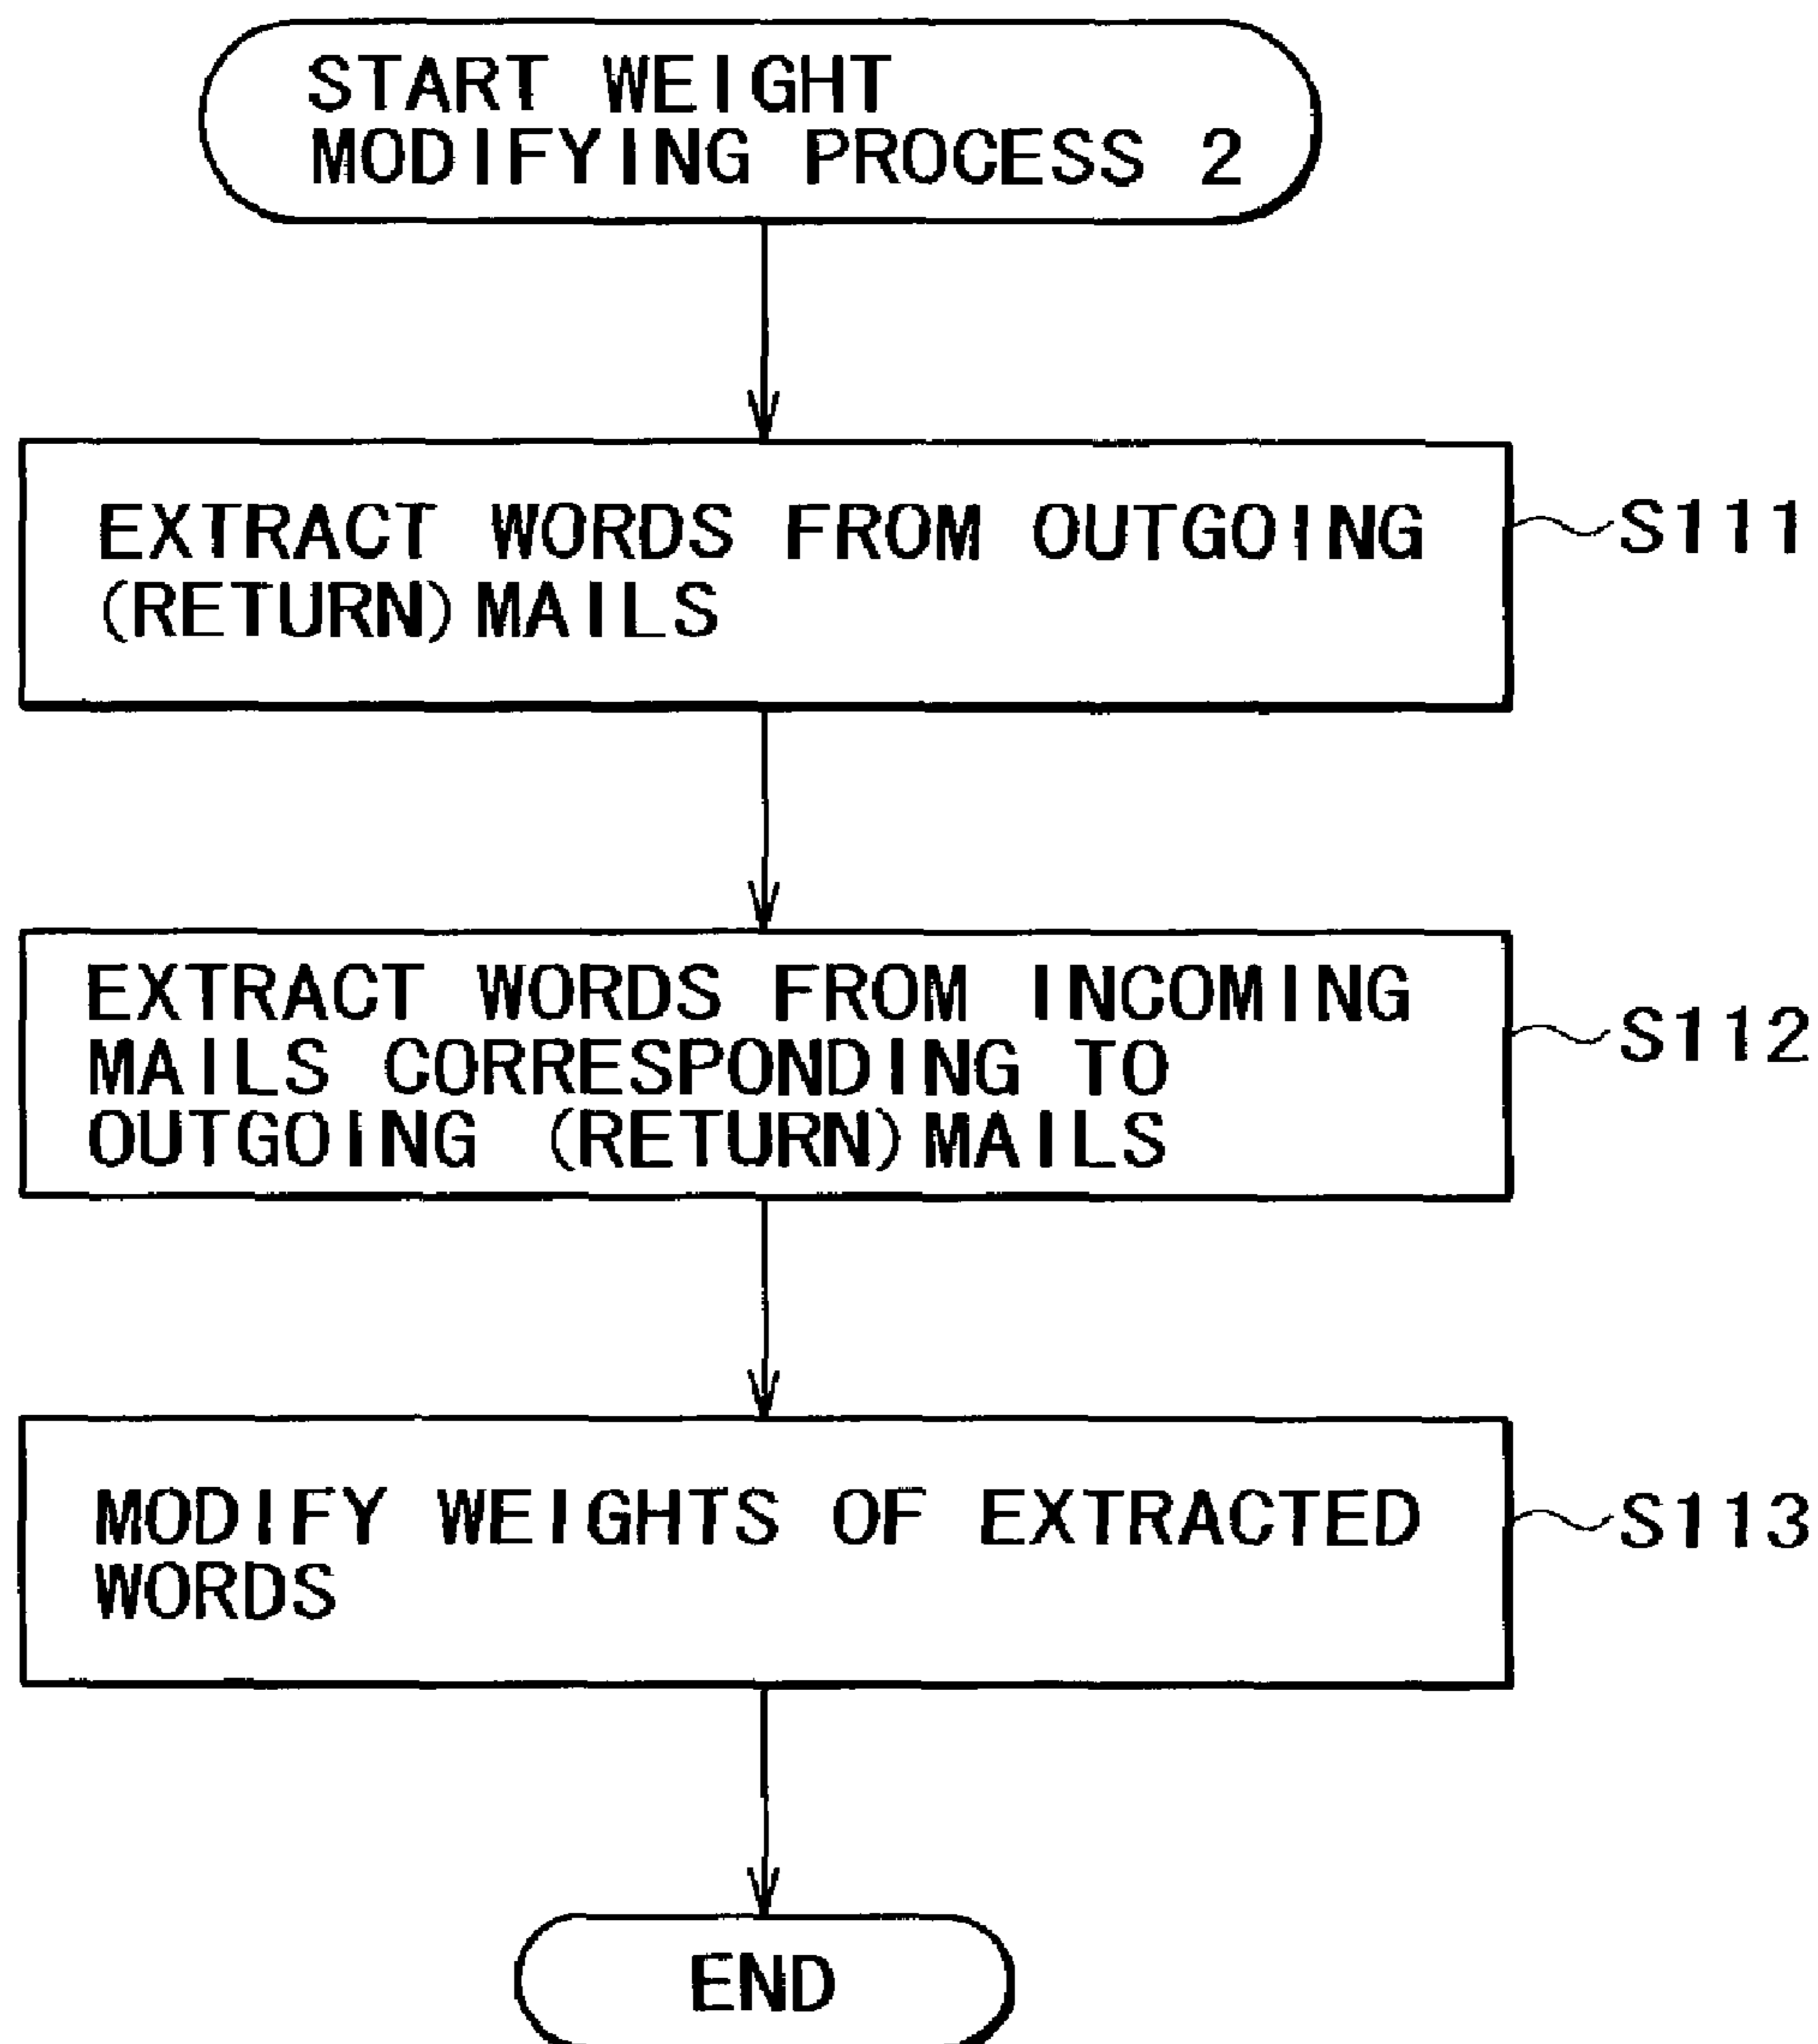 START WEIGHT
MODIFYING PROCESS 2
EXTRACT WORDS FROM OUTGOING
(RETURN) MAILS
S111
EXTRACT WORDS FROM INCOMING
MAILS CORRESPONDING TO
OUTGOING (RETURN) MAILS
S112
MODIFY WEIGHTS OF EXTRACTED
WORDS
S113
END